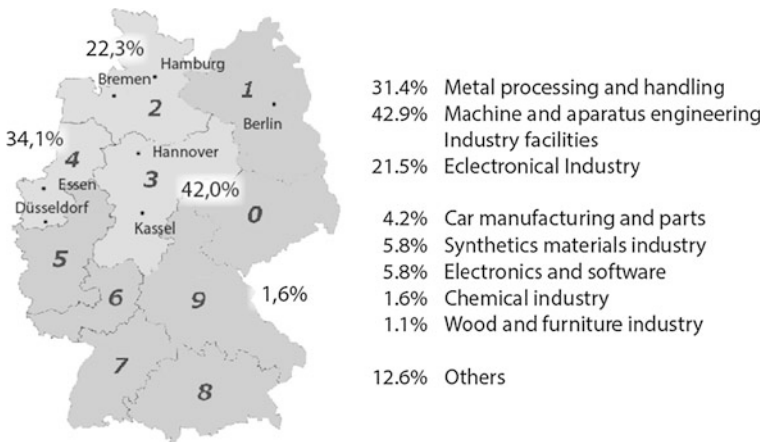 22,3%
Hamburg
Bremen
1
2
Berlin
34,1%
4
Hannover
Essen
3
42,0%
Düsseldorf
Kassel
0
5
6
9
1,6%
7
8
31.4% Metal processing and handling
42.9% Machine and aparatus engineering
Industry facilities
21.5% Eclectronical Industry
4.2% Car manufacturing and parts
5.8% Synthetics materials industry
5.8% Electronics and software
1.6% Chemical industry
1.1% Wood and furniture industry
12.6% Others